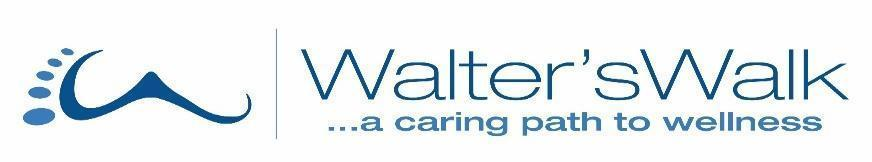 Walter'sWalk
...a caring path to wellness